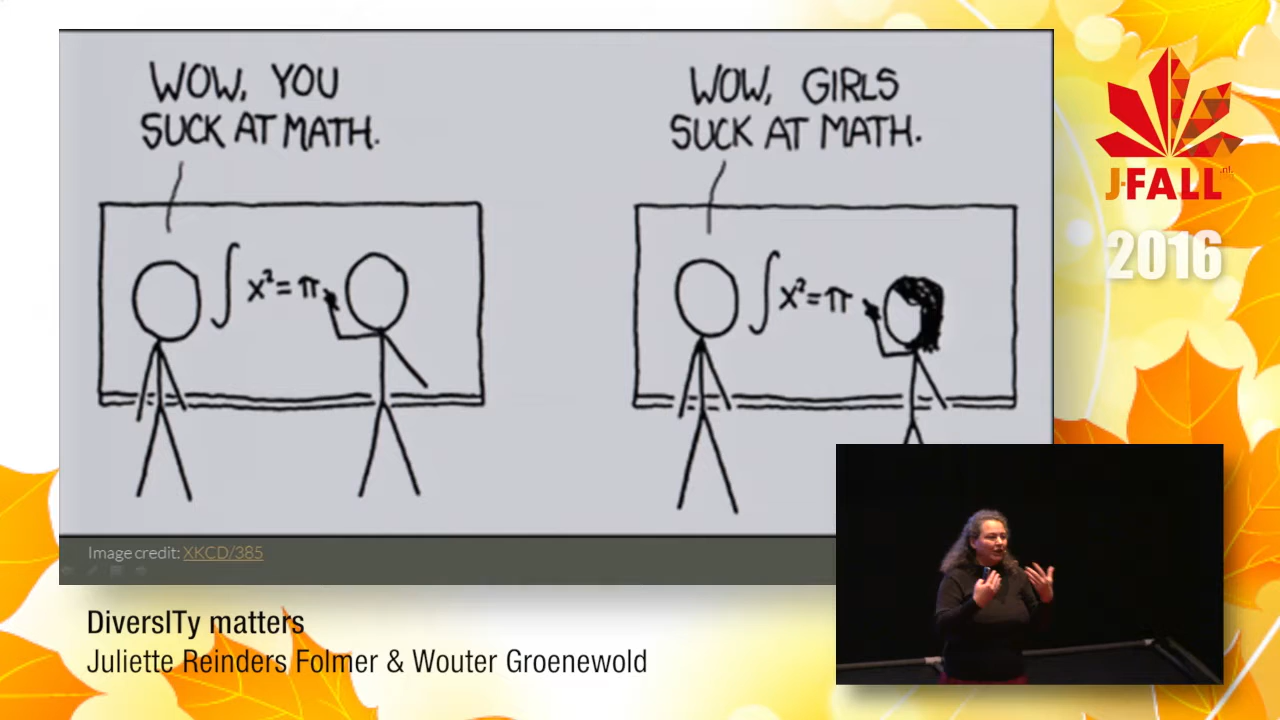 WOW, YOU
SUCK AT MATH.
∫ x² = π
WOW, GIRLS
SUCK AT MATH.
∫ x² = π
Image credit: XKCD/385
J-FALL.nl
2016
DiversITy matters
Juliette Reinders Folmer & Wouter Groenewold